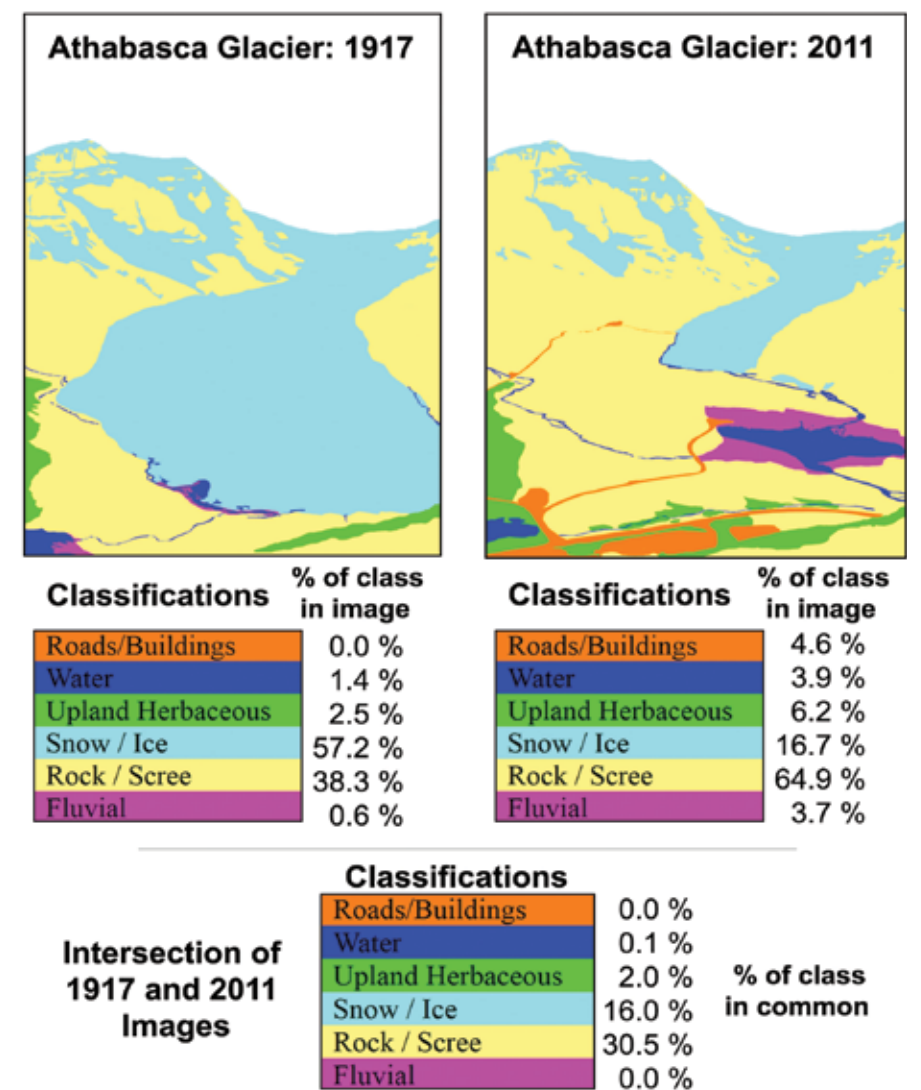 Athabasca Glacier: 1917
Athabasca Glacier: 2011
Classifications
% of class
in image
Roads/Buildings 0.0 %
Water 1.4 %
Upland Herbaceous 2.5 %
Snow / Ice 57.2 %
Rock / Scree 38.3 %
Fluvial 0.6 %
Classifications
% of class
in image
Roads/Buildings 4.6 %
Water 3.9 %
Upland Herbaceous 6.2 %
Snow / Ice 16.7 %
Rock / Scree 64.9 %
Fluvial 3.7 %
Intersection of
1917 and 2011
Images
Classifications
Roads/Buildings 0.0 %
Water 0.1 %
Upland Herbaceous 2.0 %
Snow / Ice 16.0 %
Rock / Scree 30.5 %
Fluvial 0.0 %
% of class
in common